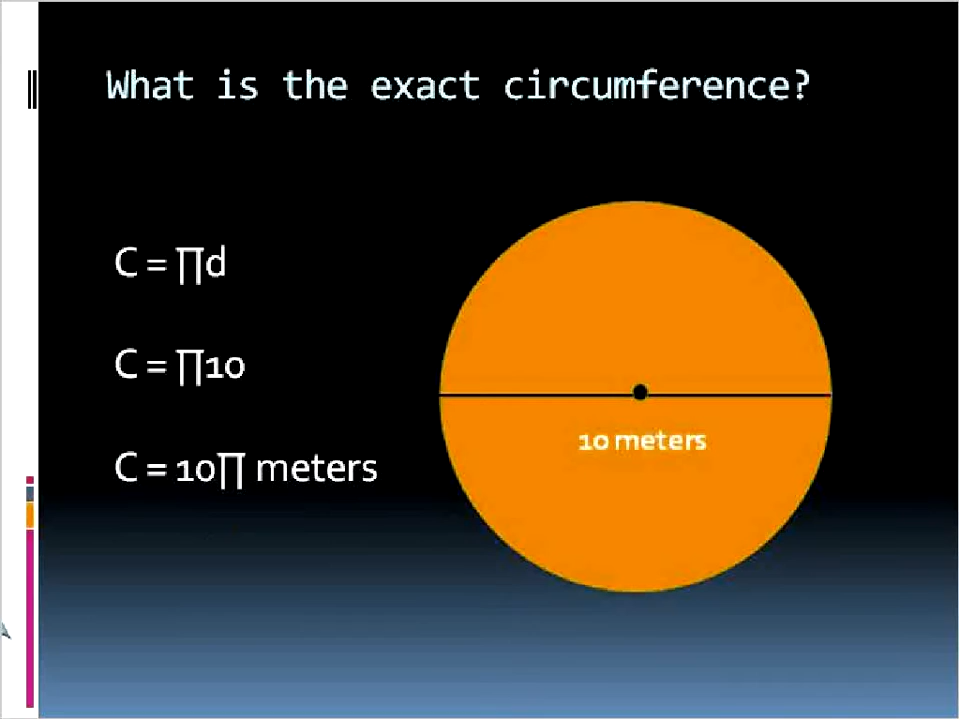 What is the exact circumference?
C = ∏d
C = ∏10
C = 10∏ meters
10 meters